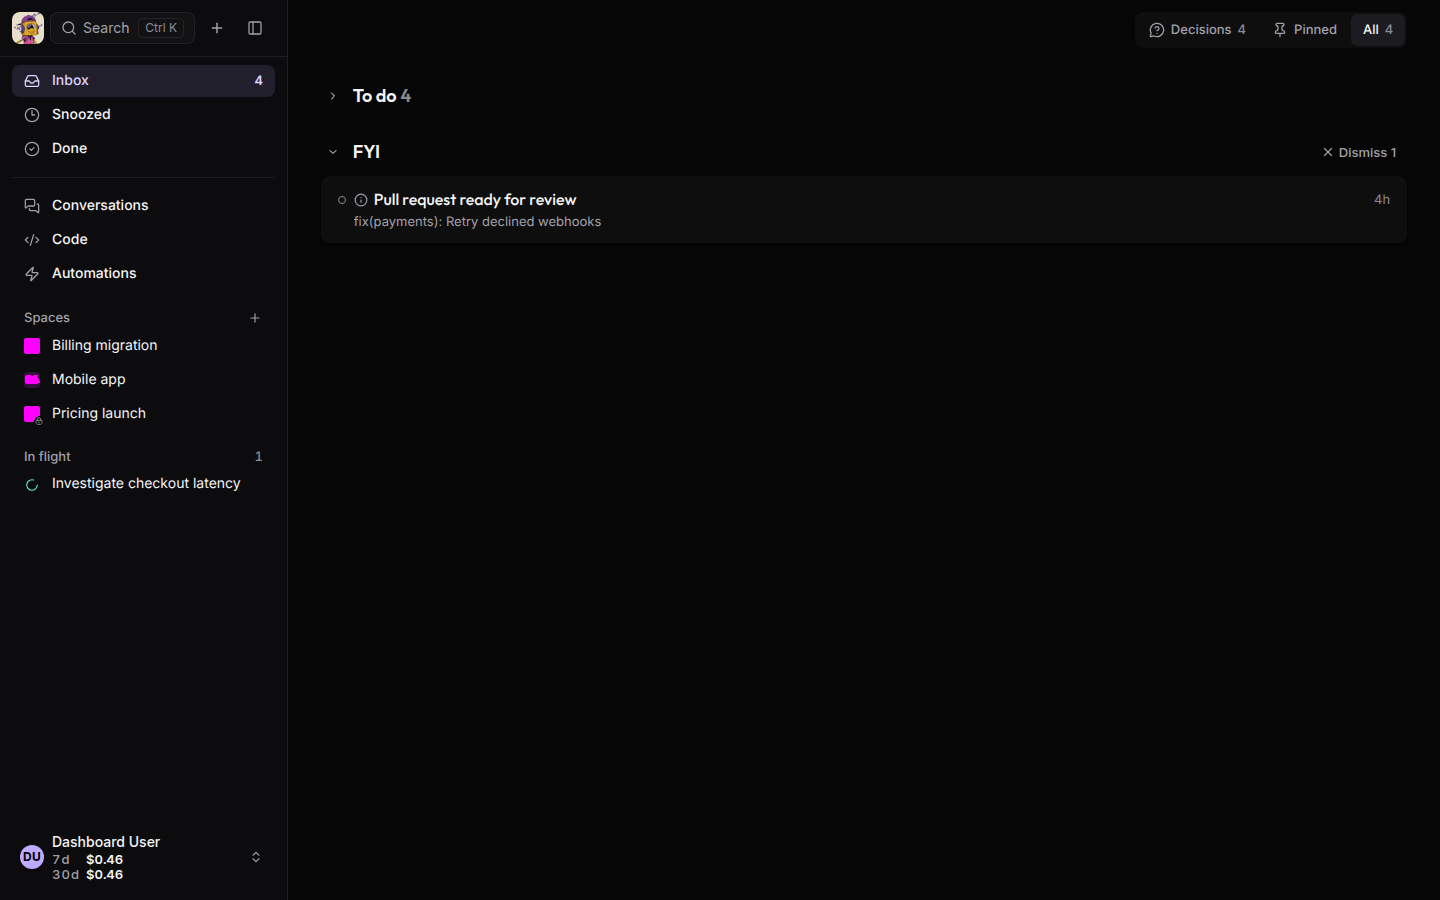 Search Ctrl K
Inbox 4
Snoozed
Done
Conversations
Code
Automations
Spaces
Billing migration
Mobile app
Pricing launch
In flight 1
Investigate checkout latency
DU Dashboard User
7d $0.46
30d $0.46
Decisions 4 Pinned All 4
To do 4
FYI Dismiss 1
Pull request ready for review 4h
fix(payments): Retry declined webhooks